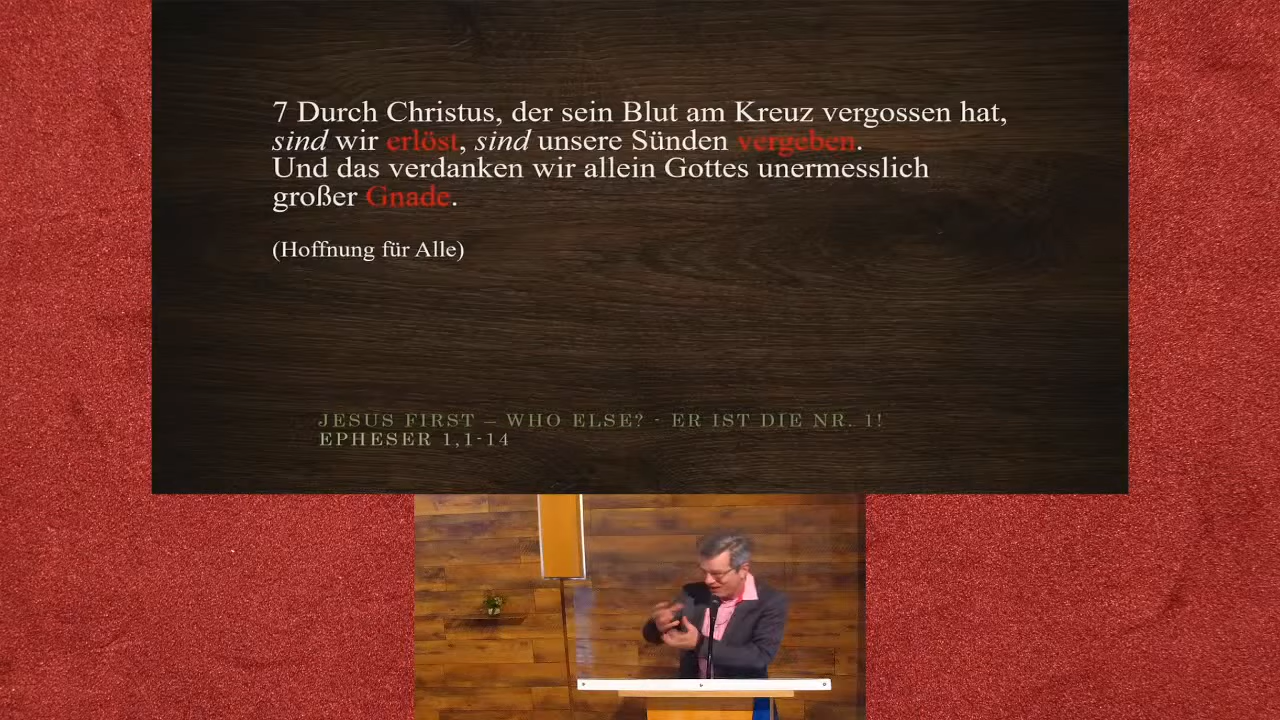 7 Durch Christus, der sein Blut am Kreuz vergossen hat,
sind wir erlöst, sind unsere Sünden vergeben.
Und das verdanken wir allein Gottes unermesslich
großer Gnade.
(Hoffnung für Alle)
JESUS FIRST – WHO ELSE? - ER IST DIE NR. 1!
EPHESER 1,1-14